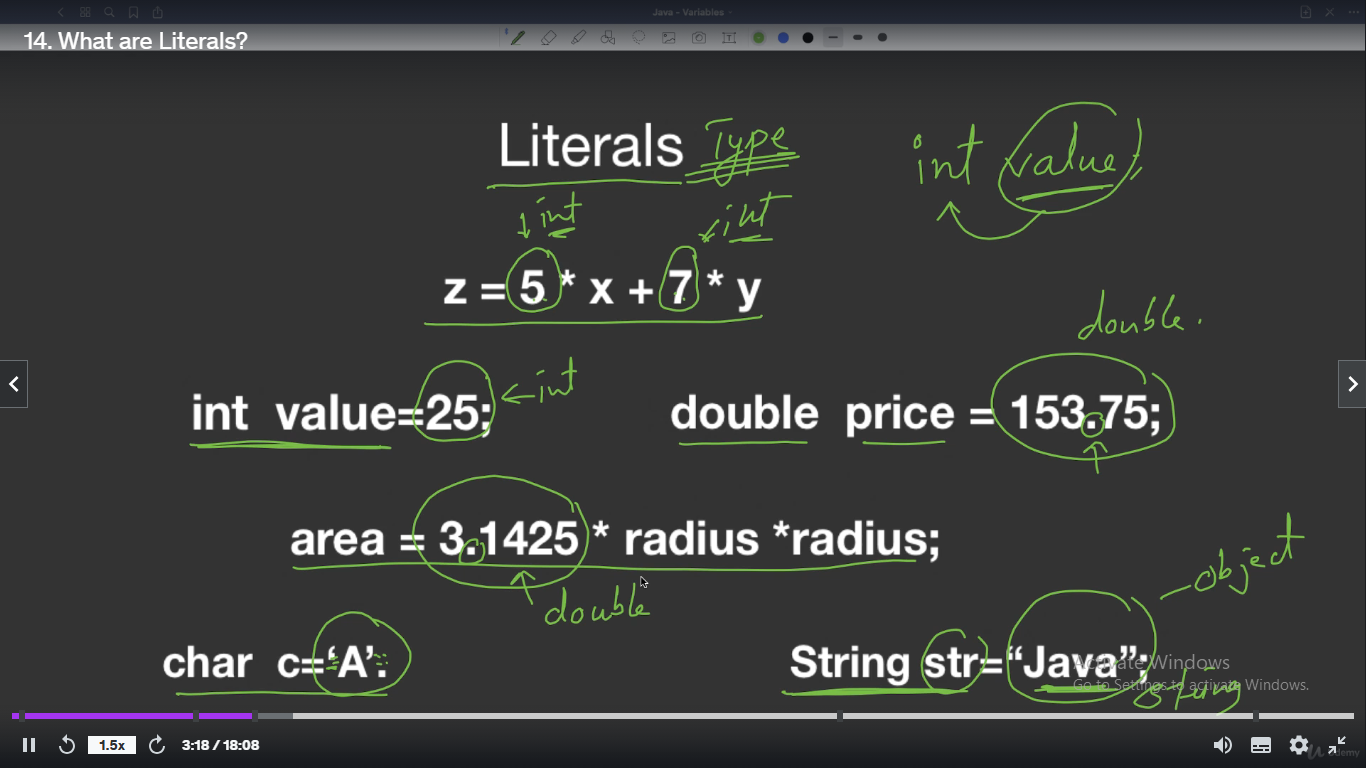 Java - Variables
14. What are Literals?
Literals Type
int value;
int int
z = 5 * x + 7 * y
double.
int value=25; int
double price = 153.75;
area = 3.1425 * radius *radius;
double
object
char c=‘A’;
String str=“Java”;
string
Activate Windows
Go to Settings to activate Windows.
1.5x 3:18 / 18:08
Udemy